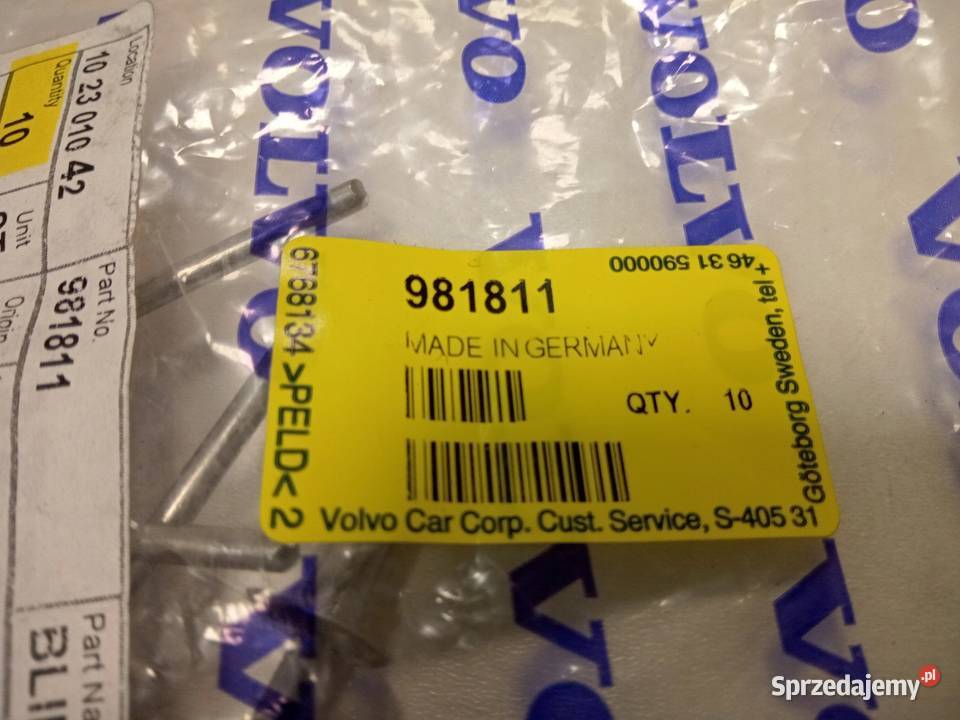 VOLVO
Location
10 23 010 42
Quantity
10
Unit
Part No.
981811
Origin
Part Na
BLI
981811
MADE IN GERMANY
QTY. 10
Volvo Car Corp. Cust. Service, S-405 31
Göteborg Sweden, tel +
46 31 590000
6768134 >PELD< 2
Sprzedajemy.pl